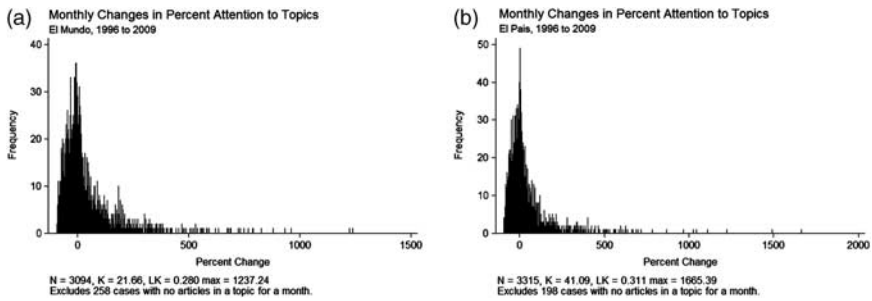 (a)
Monthly Changes in Percent Attention to Topics
El Mundo, 1996 to 2009
40
30
20
10
0
Frequency
0
500
1000
1500
Percent Change
N = 3094, K = 21.66, LK = 0.280 max = 1237.24
Excludes 258 cases with no articles in a topic for a month.
(b)
Monthly Changes in Percent Attention to Topics
El Pais, 1996 to 2009
50
40
30
20
10
0
Frequency
0
500
1000
1500
2000
Percent Change
N = 3315, K = 41.09, LK = 0.311 max = 1665.39
Excludes 198 cases with no articles in a topic for a month.